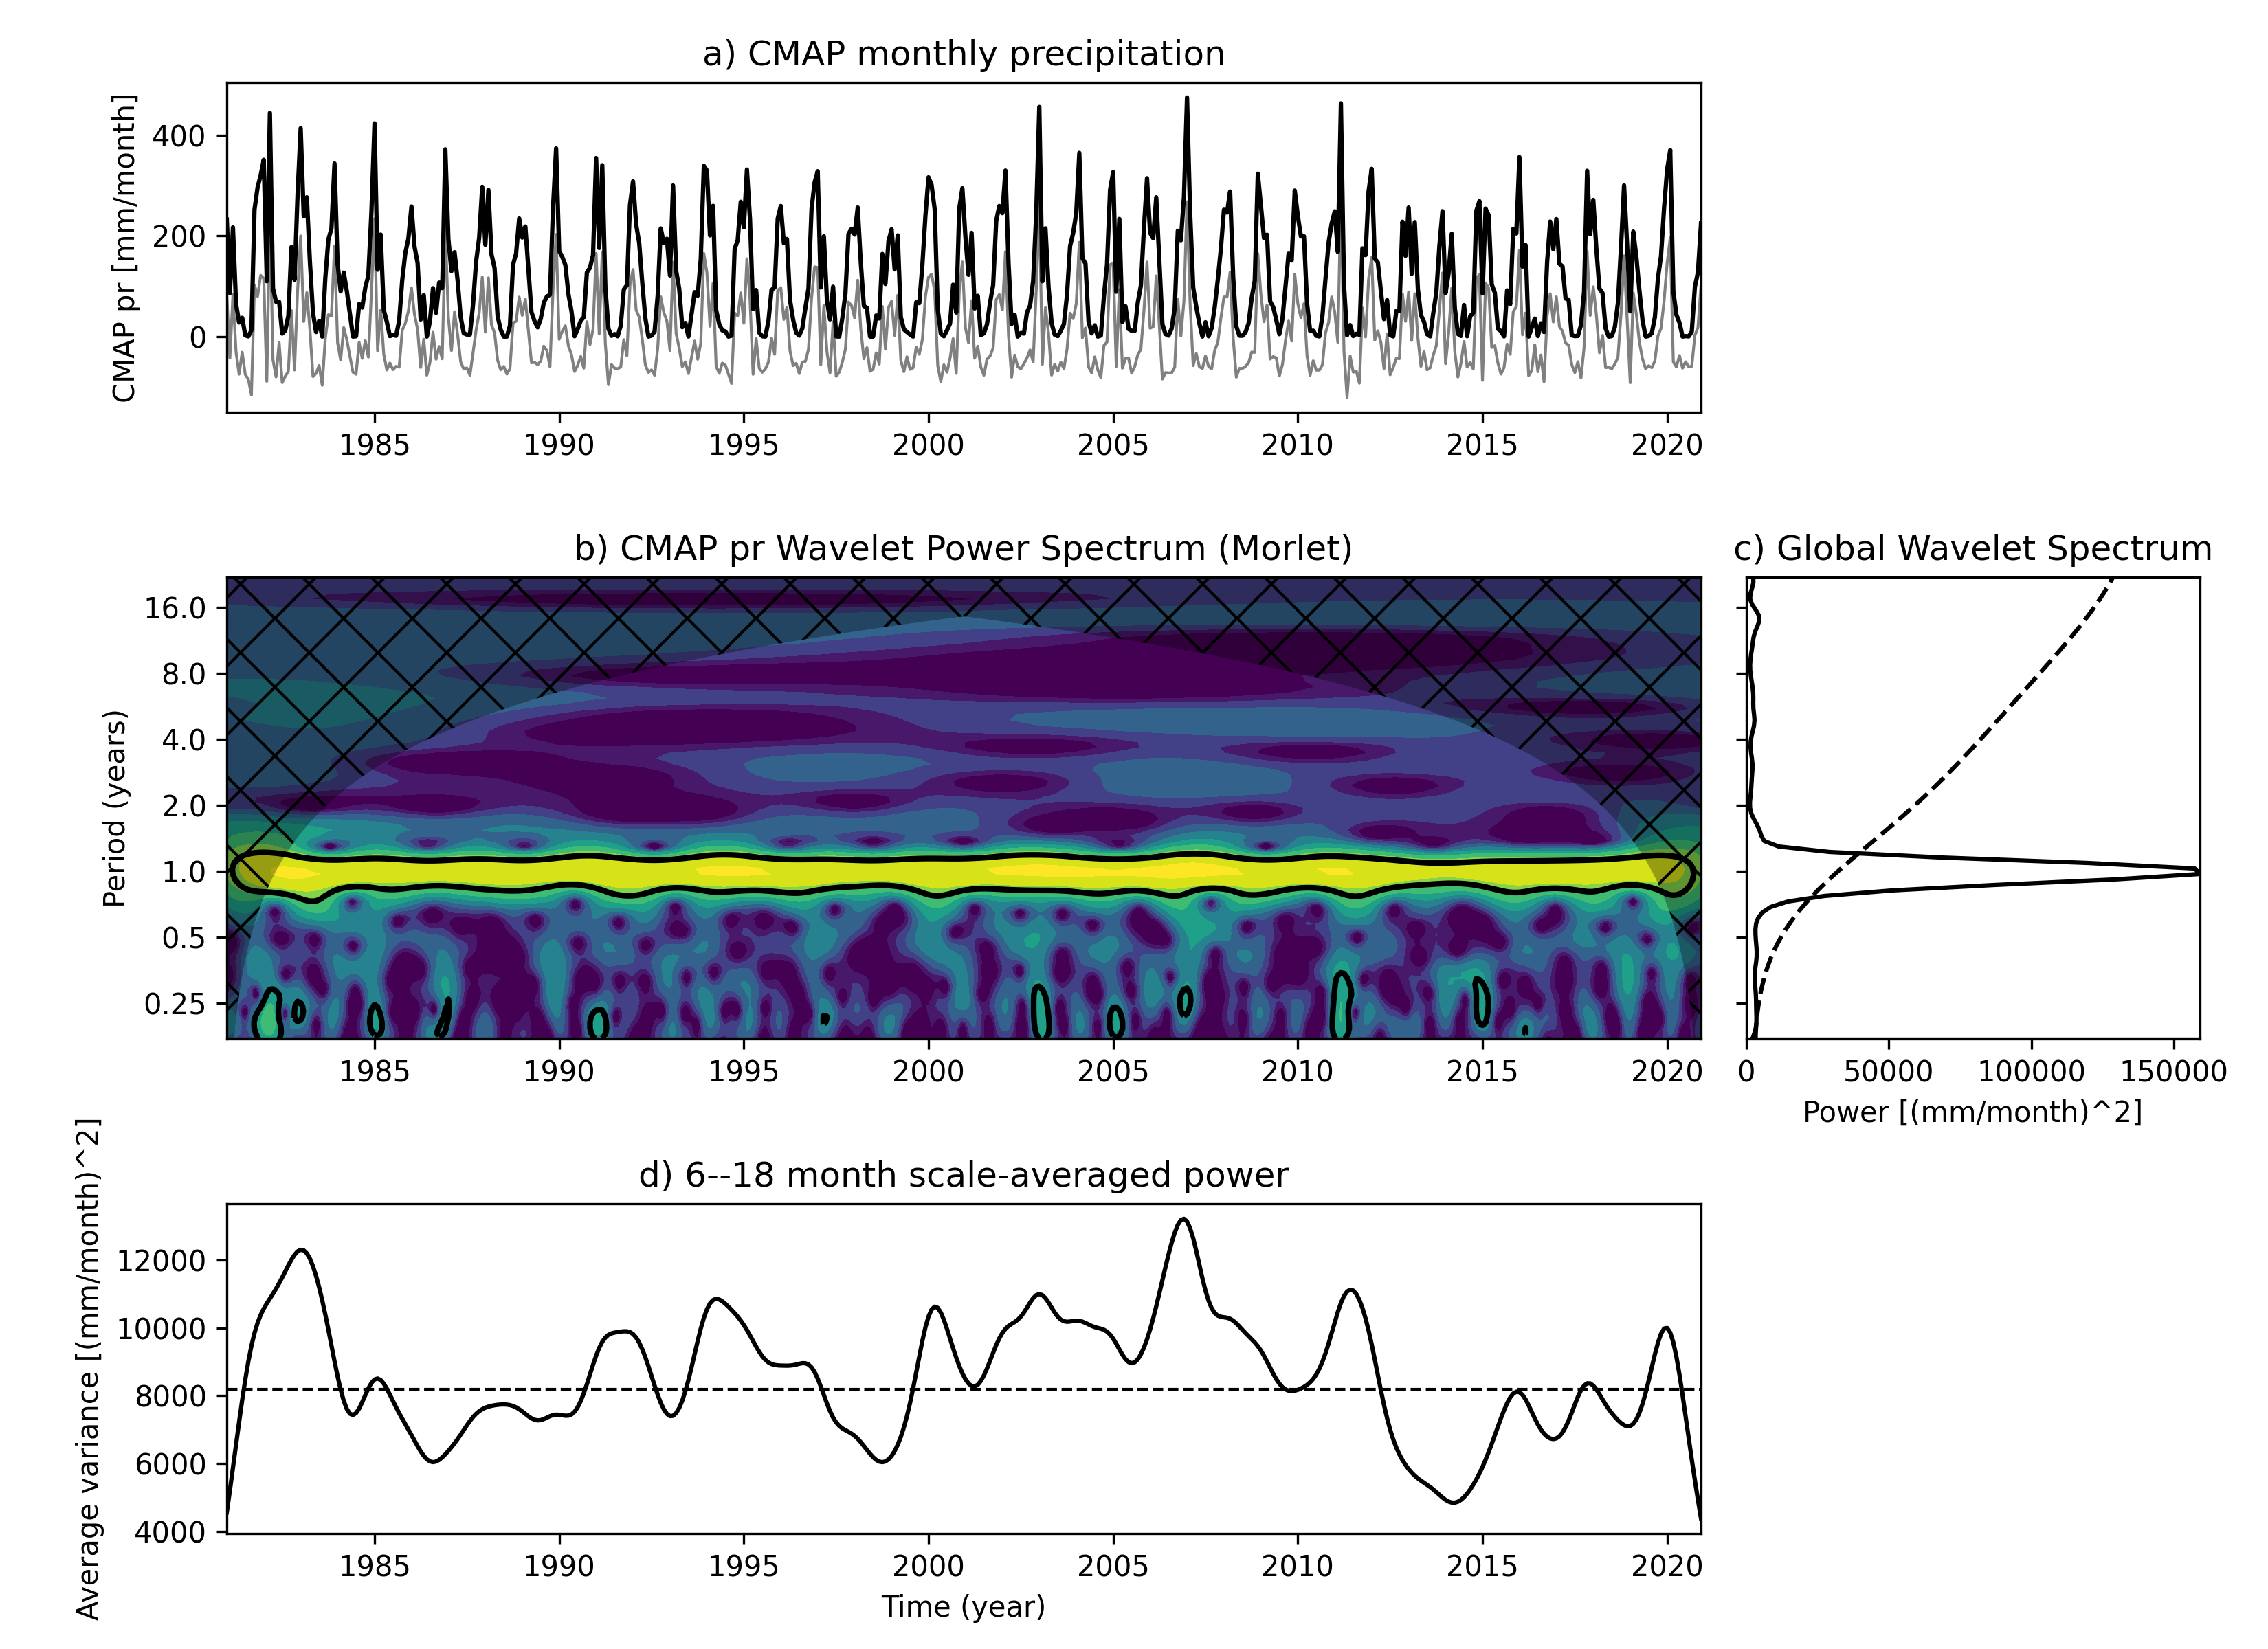 a) CMAP monthly precipitation
CMAP pr [mm/month]
400
200
0
1985 1990 1995 2000 2005 2010 2015 2020
b) CMAP pr Wavelet Power Spectrum (Morlet)
Period (years)
16.0
8.0
4.0
2.0
1.0
0.5
0.25
1985 1990 1995 2000 2005 2010 2015 2020
c) Global Wavelet Spectrum
0 50000 100000 150000
Power [(mm/month)^2]
d) 6--18 month scale-averaged power
Average variance [(mm/month)^2]
12000
10000
8000
6000
4000
1985 1990 1995 2000 2005 2010 2015 2020
Time (year)